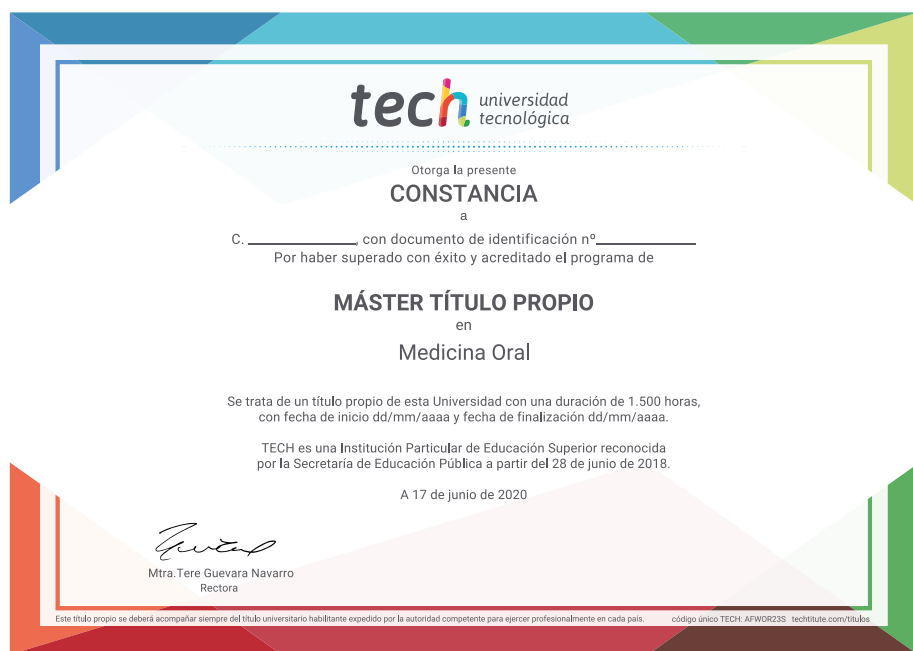 tech universidad
tecnológica
Otorga la presente
CONSTANCIA
a
C. ______________, con documento de identificación nº_____________
Por haber superado con éxito y acreditado el programa de
MÁSTER TÍTULO PROPIO
en
Medicina Oral
Se trata de un título propio de esta Universidad con una duración de 1.500 horas,
con fecha de inicio dd/mm/aaaa y fecha de finalización dd/mm/aaaa.
TECH es una Institución Particular de Educación Superior reconocida
por la Secretaría de Educación Pública a partir del 28 de junio de 2018.
A 17 de junio de 2020
Mtra.Tere Guevara Navarro
Rectora
Este título propio se deberá acompañar siempre del título universitario habilitante expedido por la autoridad competente para ejercer profesionalmente en cada país. código único TECH: AFWOR23S techtitute.com/titulos